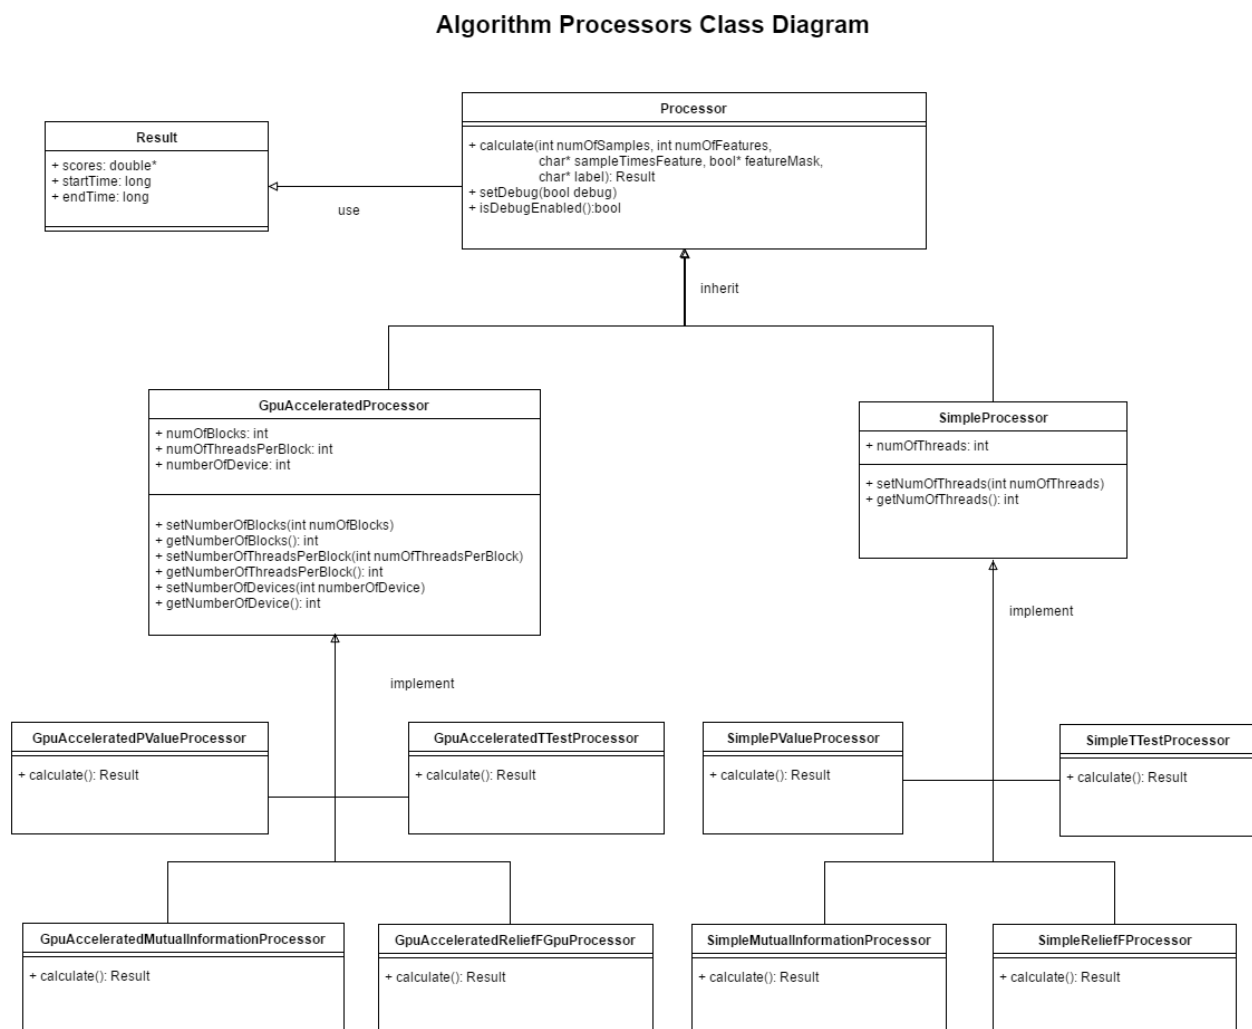 Algorithm Processors Class Diagram
Processor
+ calculate(int numOfSamples, int numOfFeatures,
char* sampleTimesFeature, bool* featureMask,
char* label): Result
+ setDebug(bool debug)
+ isDebugEnabled():bool
Result
+ scores: double*
+ startTime: long
+ endTime: long
use
inherit
GpuAcceleratedProcessor
+ numOfBlocks: int
+ numOfThreadsPerBlock: int
+ numberOfDevice: int
+ setNumberOfBlocks(int numOfBlocks)
+ getNumberOfBlocks(): int
+ setNumberOfThreadsPerBlock(int numOfThreadsPerBlock)
+ getNumberOfThreadsPerBlock(): int
+ setNumberOfDevices(int numberOfDevice)
+ getNumberOfDevice(): int
SimpleProcessor
+ numOfThreads: int
+ setNumOfThreads(int numOfThreads)
+ getNumOfThreads(): int
implement
implement
GpuAcceleratedPValueProcessor
+ calculate(): Result
GpuAcceleratedTTestProcessor
+ calculate(): Result
SimplePValueProcessor
+ calculate(): Result
SimpleTTestProcessor
+ calculate(): Result
GpuAcceleratedMutualInformationProcessor
+ calculate(): Result
GpuAcceleratedReliefFGpuProcessor
+ calculate(): Result
SimpleMutualInformationProcessor
+ calculate(): Result
SimpleReliefFProcessor
+ calculate(): Result